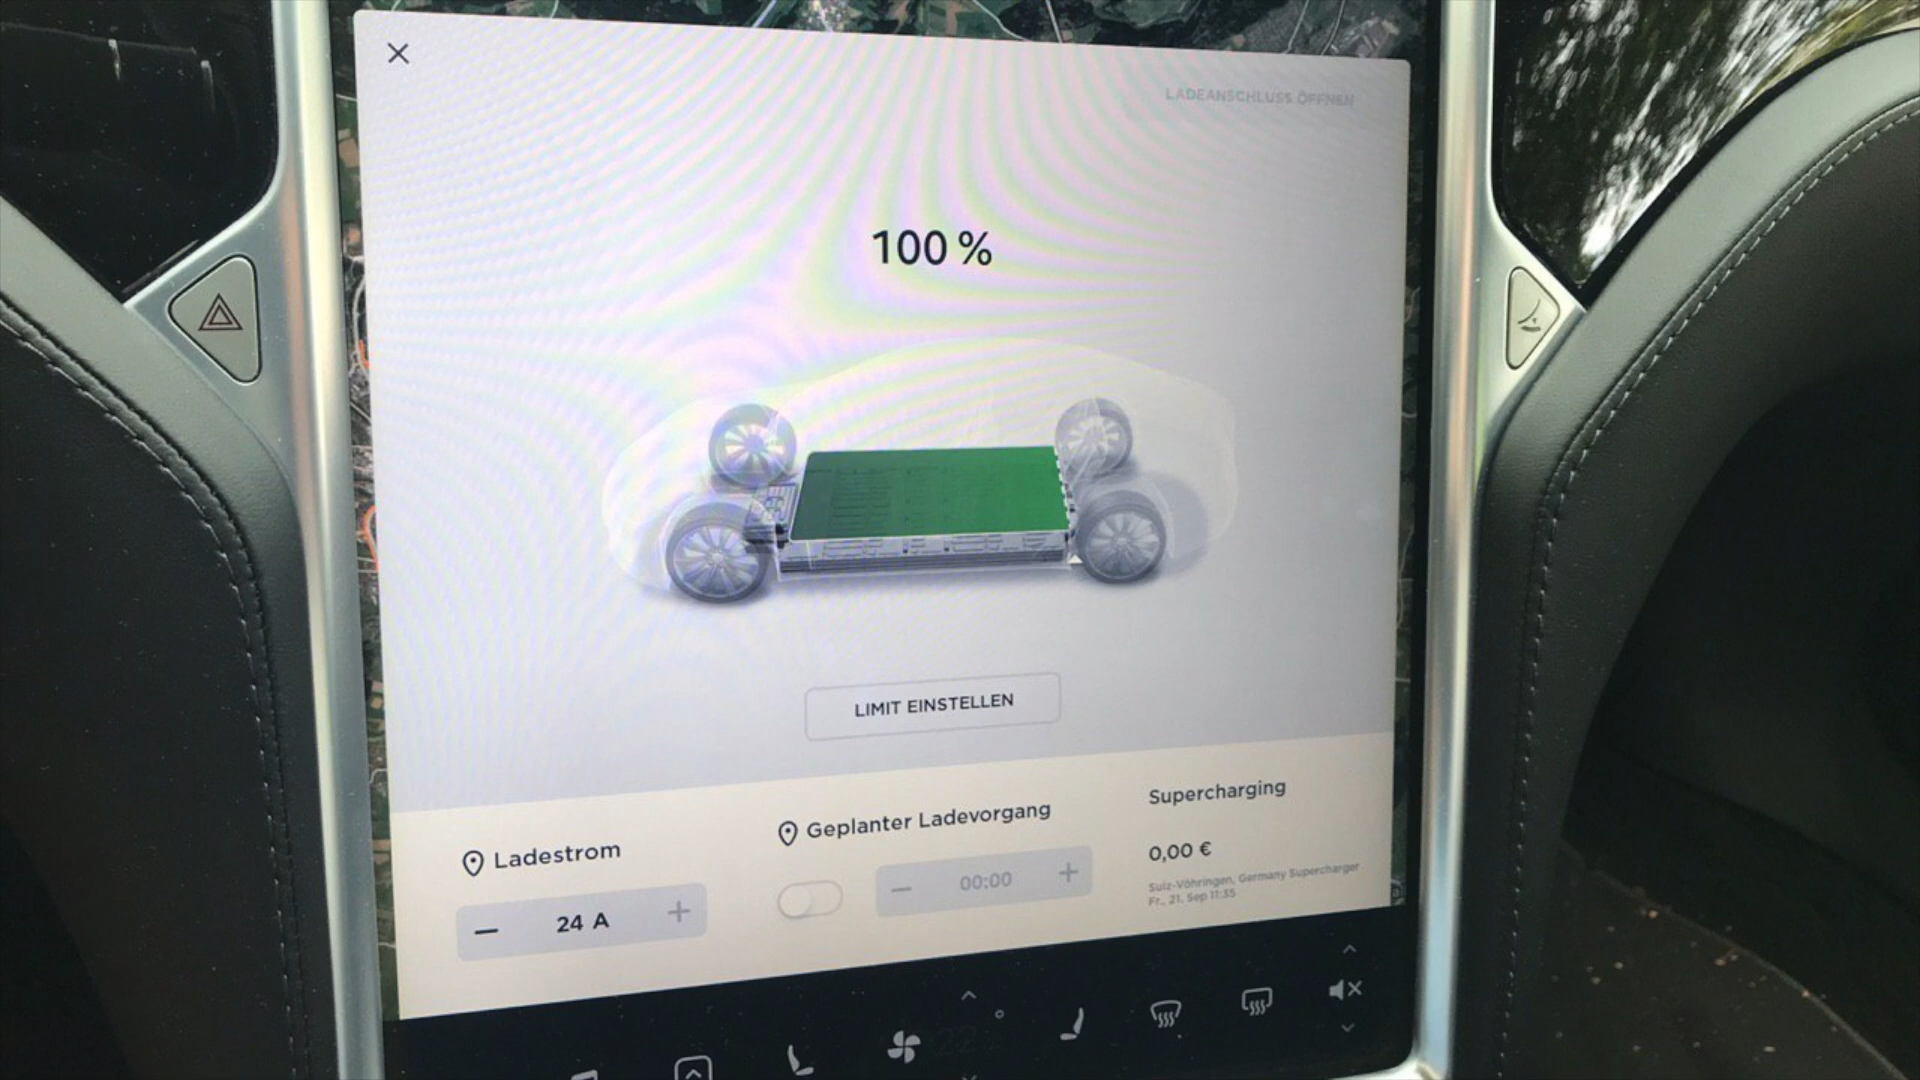 LADEANSCHLUSS ÖFFNEN
100 %
LIMIT EINSTELLEN
Ladestrom
24 A
Geplanter Ladevorgang
00:00
Supercharging
0,00 €
Sulz-Vöhringen, Germany Supercharger
Fr., 21. Sep 11:35